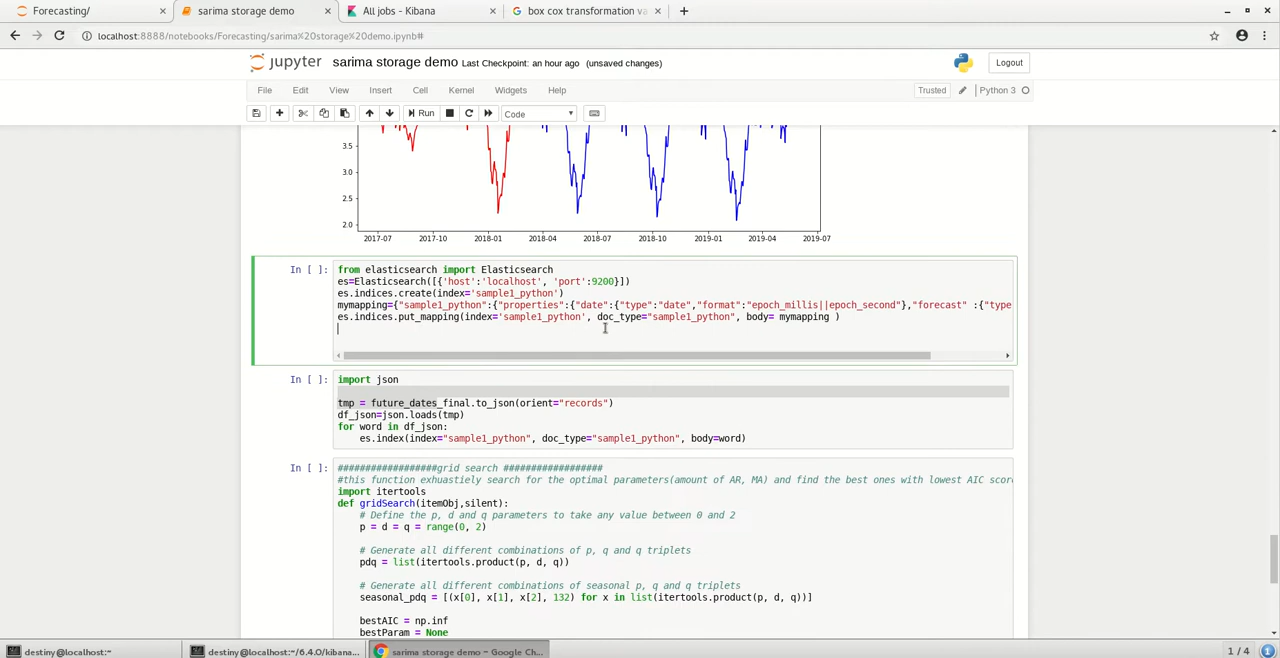 Forecasting/
sarima storage demo
All jobs - Kibana
box cox transformation va
localhost:8888/notebooks/Forecasting/sarima%20storage%20demo.ipynb#
jupyter sarima storage demo Last Checkpoint: an hour ago (unsaved changes)
Logout
File Edit View Insert Cell Kernel Widgets Help
Trusted Python 3
Run Code
3.5
3.0
2.5
2.0
2017-07 2017-10 2018-01 2018-04 2018-07 2018-10 2019-01 2019-04 2019-07
In [ ]: from elasticsearch import Elasticsearch
es=Elasticsearch([{'host':'localhost', 'port':9200}])
es.indices.create(index='sample1_python')
mymapping={"sample1_python":{"properties":{"date":{"type":"date","format":"epoch_millis||epoch_second"},"forecast" :{"type
es.indices.put_mapping(index='sample1_python', doc_type="sample1_python", body= mymapping )
In [ ]: import json
tmp = future_dates_final.to_json(orient="records")
df_json=json.loads(tmp)
for word in df_json:
es.index(index="sample1_python", doc_type="sample1_python", body=word)
In [ ]: ##################grid search ##################
#this function exhuastiely search for the optimal parameters(amount of AR, MA) and find the best ones with lowest AIC scor
import itertools
def gridSearch(itemObj,silent):
# Define the p, d and q parameters to take any value between 0 and 2
p = d = q = range(0, 2)
# Generate all different combinations of p, q and q triplets
pdq = list(itertools.product(p, d, q))
# Generate all different combinations of seasonal p, q and q triplets
seasonal_pdq = [(x[0], x[1], x[2], 132) for x in list(itertools.product(p, d, q))]
bestAIC = np.inf
bestParam = None
destiny@localhost:~
destiny@localhost:~/6.4.0/kibana...
sarima storage demo – Google Ch...
1 / 4
1